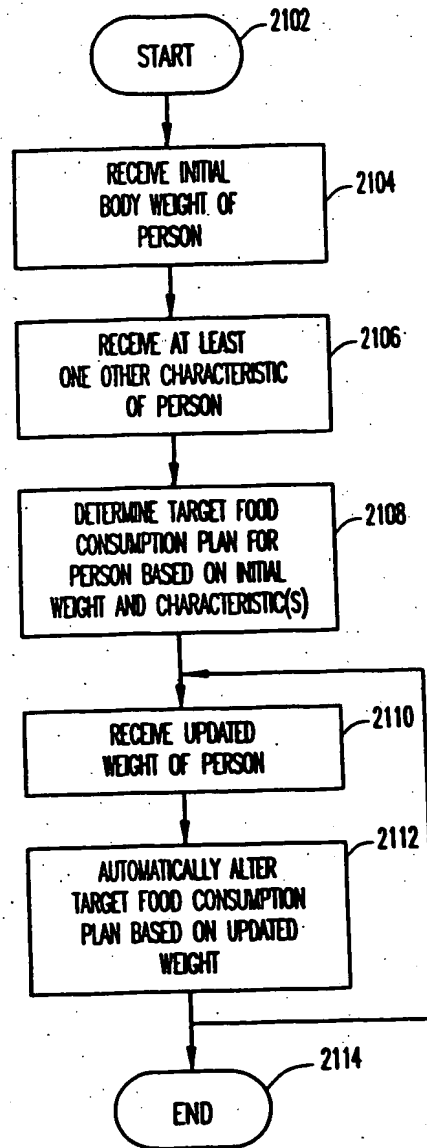 2102
START
RECEIVE INITIAL
BODY WEIGHT OF
PERSON
2104
RECEIVE AT LEAST
ONE OTHER CHARACTERISTIC
OF PERSON
2106
DETERMINE TARGET FOOD
CONSUMPTION PLAN FOR
PERSON BASED ON INITIAL
WEIGHT AND CHARACTERISTIC(S)
2108
RECEIVE UPDATED
WEIGHT OF PERSON
2110
AUTOMATICALLY ALTER
TARGET FOOD CONSUMPTION
PLAN BASED ON UPDATED
WEIGHT
2112
END
2114